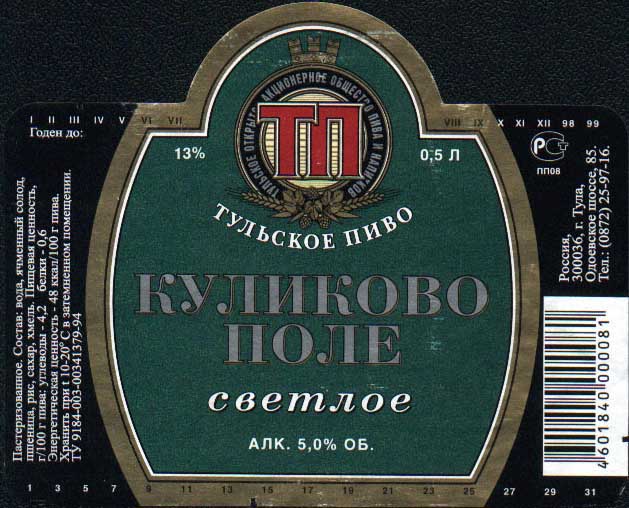 I II III IV V VI VII VIII IX X XI XII 98 99
Годен до:
ТУЛЬСКОЕ ОТКРЫТОЕ АКЦИОНЕРНОЕ ОБЩЕСТВО ПИВА И НАПИТКОВ
ТП
13%
0,5 Л
ТУЛЬСКОЕ ПИВО
КУЛИКОВО
ПОЛЕ
светлое
АЛК. 5,0% ОБ.
Пастеризованное. Состав: вода, ячменный солод,
пшеница, рис, сахар, хмель. Пищевая ценность,
г/100 г пива: углеводы - 4,2 белки - 0,6
Энергетическая ценность - 48 ккал/100 г пива.
Хранить при t 10-20° С в затемненном помещении.
ТУ 9184-003-00341379-94
РС
ПП08
Россия,
300036, г. Тула,
Одоевское шоссе, 85.
Тел.: (0872) 25-97-16.
4 601840 000081
1 3 5 7 9 11 13 15 17 19 21 23 25 27 29 31